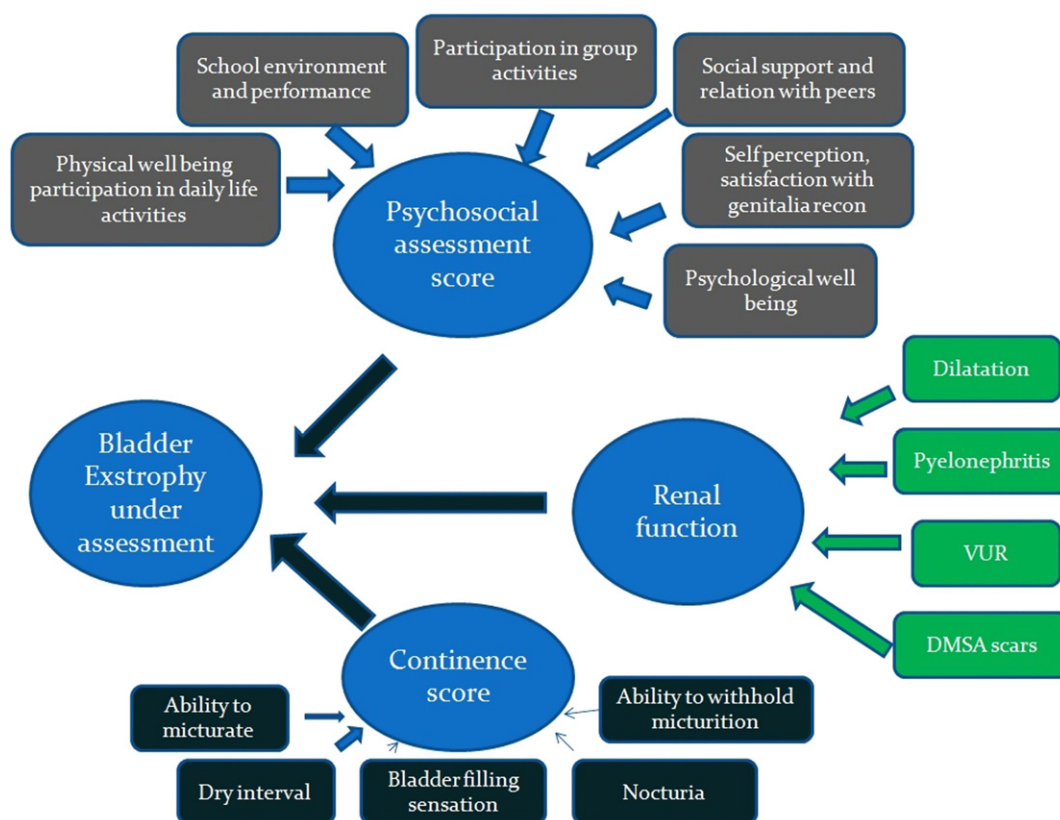 School environment
and performance
Participation in group
activities
Social support and
relation with peers
Physical well being
participation in daily life
activities
Self perception,
satisfaction with
genitalia recon
Psychosocial
assessment
score
Psychological well
being
Dilatation
Pyelonephritis
VUR
DMSA scars
Bladder
Exstrophy
under
assessment
Renal
function
Continence
score
Ability to
micturate
Ability to withhold
micturition
Dry interval
Bladder filling
sensation
Nocturia